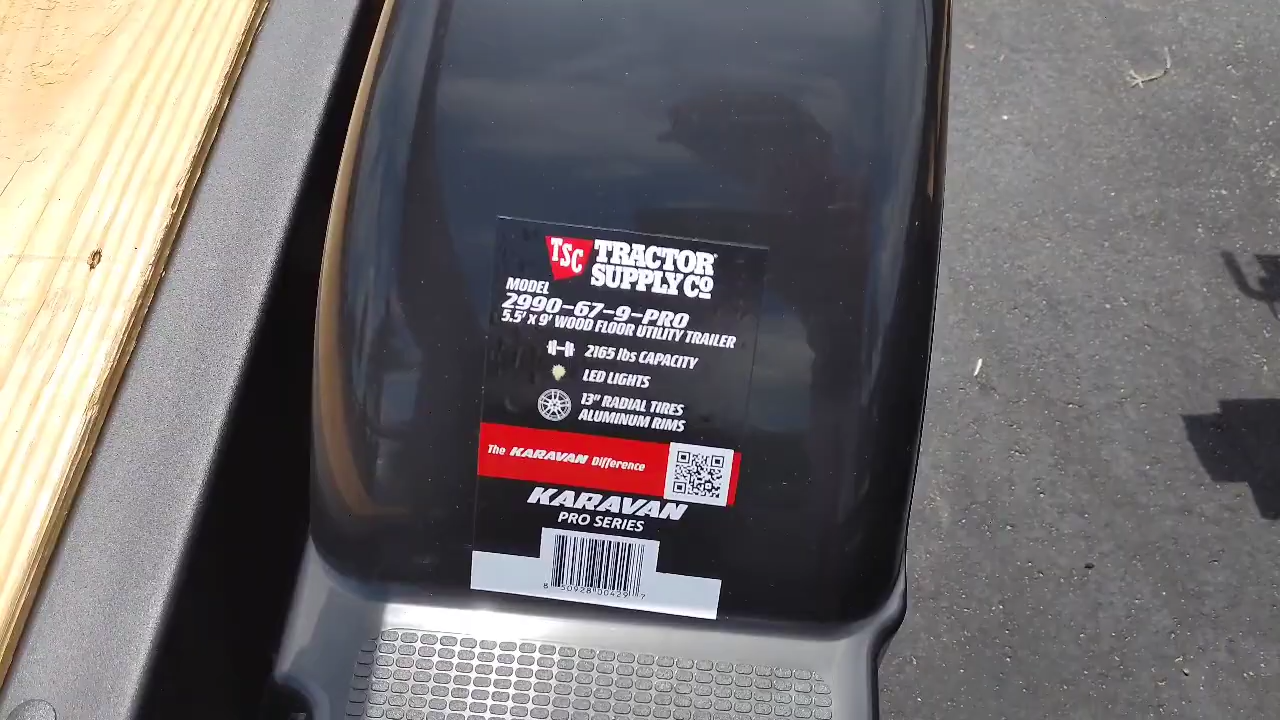 TSC TRACTOR
SUPPLY CO
MODEL
2990-67-9-PRO
5.5' x 9' WOOD FLOOR UTILITY TRAILER
2165 lbs CAPACITY
LED LIGHTS
13" RADIAL TIRES
ALUMINUM RIMS
The KARAVAN Difference
KARAVAN
PRO SERIES